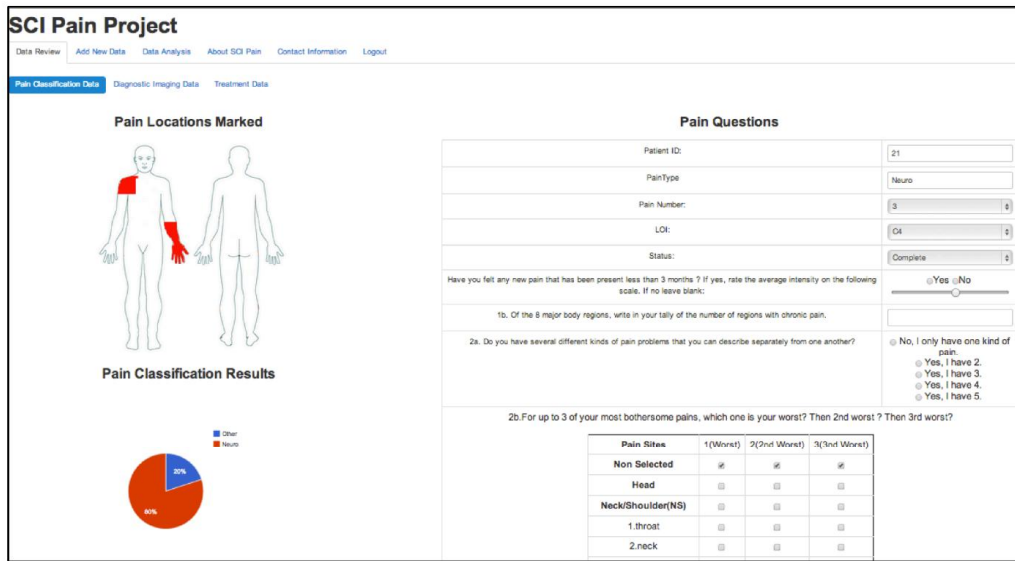 SCI Pain Project
Data Review Add New Data Data Analysis About SCI Pain Contact Information Logout
Pain Classification Data Diagnostic Imaging Data Treatment Data
Pain Locations Marked
Pain Classification Results
Other
Neuro
20%
80%
Pain Questions
Patient ID: 21
PainType Neuro
Pain Number: 3
LOI: C4
Status: Complete
Have you felt any new pain that has been present less than 3 months ? If yes, rate the average intensity on the following
scale. If no leave blank:
Yes No
1b. Of the 8 major body regions, write in your tally of the number of regions with chronic pain.
2a. Do you have several different kinds of pain problems that you can describe separately from one another?
No, I only have one kind of
pain.
Yes, I have 2.
Yes, I have 3.
Yes, I have 4.
Yes, I have 5.
2b.For up to 3 of your most bothersome pains, which one is your worst? Then 2nd worst ? Then 3rd worst?
Pain Sites 1(Worst) 2(2nd Worst) 3(3nd Worst)
Non Selected
Head
Neck/Shoulder(NS)
1.throat
2.neck